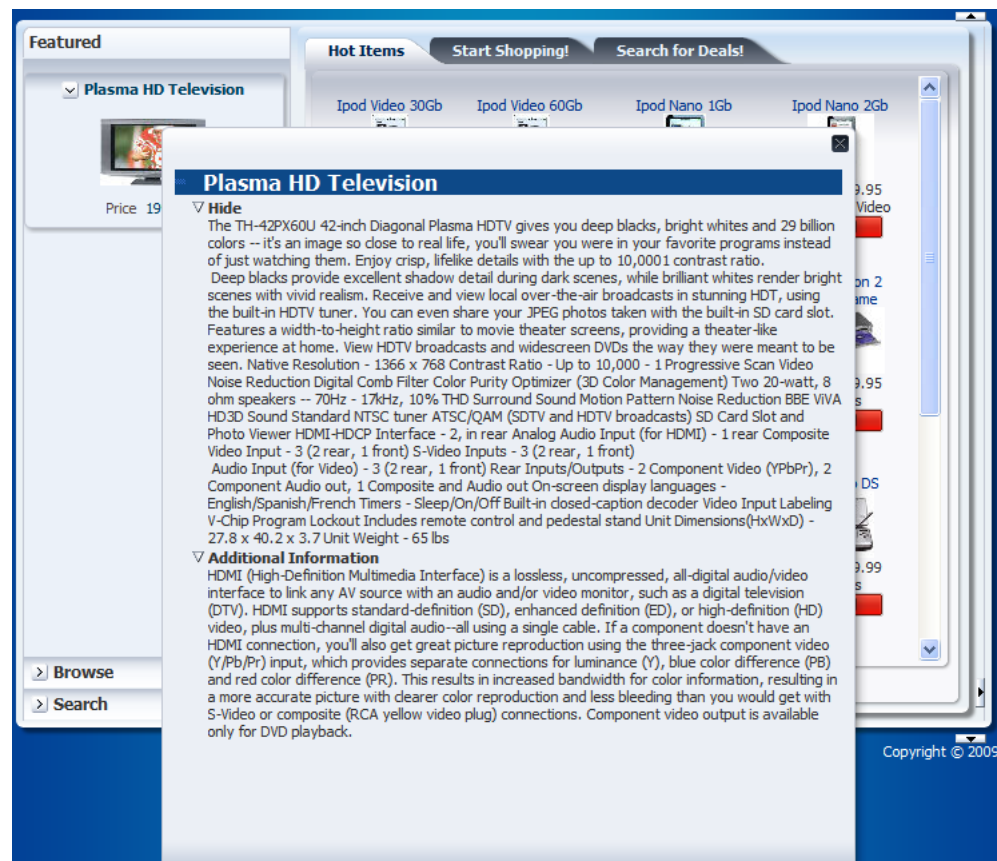 Featured
Hot Items
Start Shopping!
Search for Deals!
Plasma HD Television
Ipod Video 30Gb
Ipod Video 60Gb
Ipod Nano 1Gb
Ipod Nano 2Gb
Price 19
9.95
Video
on 2
ame
9.95
s
DS
9.99
s
Plasma HD Television
Hide
The TH-42PX60U 42-inch Diagonal Plasma HDTV gives you deep blacks, bright whites and 29 billion
colors -- it's an image so close to real life, you'll swear you were in your favorite programs instead
of just watching them. Enjoy crisp, lifelike details with the up to 10,0001 contrast ratio.
Deep blacks provide excellent shadow detail during dark scenes, while brilliant whites render bright
scenes with vivid realism. Receive and view local over-the-air broadcasts in stunning HDT, using
the built-in HDTV tuner. You can even share your JPEG photos taken with the built-in SD card slot.
Features a width-to-height ratio similar to movie theater screens, providing a theater-like
experience at home. View HDTV broadcasts and widescreen DVDs the way they were meant to be
seen. Native Resolution - 1366 x 768 Contrast Ratio - Up to 10,000 - 1 Progressive Scan Video
Noise Reduction Digital Comb Filter Color Purity Optimizer (3D Color Management) Two 20-watt, 8
ohm speakers -- 70Hz - 17kHz, 10% THD Surround Sound Motion Pattern Noise Reduction BBE ViVA
HD3D Sound Standard NTSC tuner ATSC/QAM (SDTV and HDTV broadcasts) SD Card Slot and
Photo Viewer HDMI-HDCP Interface - 2, in rear Analog Audio Input (for HDMI) - 1 rear Composite
Video Input - 3 (2 rear, 1 front) S-Video Inputs - 3 (2 rear, 1 front)
Audio Input (for Video) - 3 (2 rear, 1 front) Rear Inputs/Outputs - 2 Component Video (YPbPr), 2
Component Audio out, 1 Composite and Audio out On-screen display languages -
English/Spanish/French Timers - Sleep/On/Off Built-in closed-caption decoder Video Input Labeling
V-Chip Program Lockout Includes remote control and pedestal stand Unit Dimensions(HxWxD) -
27.8 x 40.2 x 3.7 Unit Weight - 65 lbs
Additional Information
HDMI (High-Definition Multimedia Interface) is a lossless, uncompressed, all-digital audio/video
interface to link any AV source with an audio and/or video monitor, such as a digital television
(DTV). HDMI supports standard-definition (SD), enhanced definition (ED), or high-definition (HD)
video, plus multi-channel digital audio--all using a single cable. If a component doesn't have an
HDMI connection, you'll also get great picture reproduction using the three-jack component video
(Y/Pb/Pr) input, which provides separate connections for luminance (Y), blue color difference (PB)
and red color difference (PR). This results in increased bandwidth for color information, resulting in
a more accurate picture with clearer color reproduction and less bleeding than you would get with
S-Video or composite (RCA yellow video plug) connections. Component video output is available
only for DVD playback.
Browse
Search
Copyright © 2009